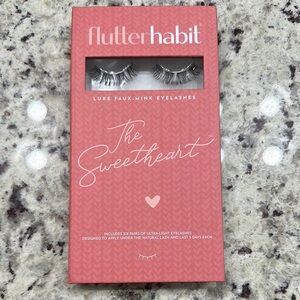 flutterhabit
LUXE FAUX-MINK EYELASHES
The
Sweetheart
INCLUDES SIX PAIRS OF ULTRA-LIGHT EYELASHES
DESIGNED TO APPLY UNDER THE NATURAL LASH AND LAST 5 DAYS EACH